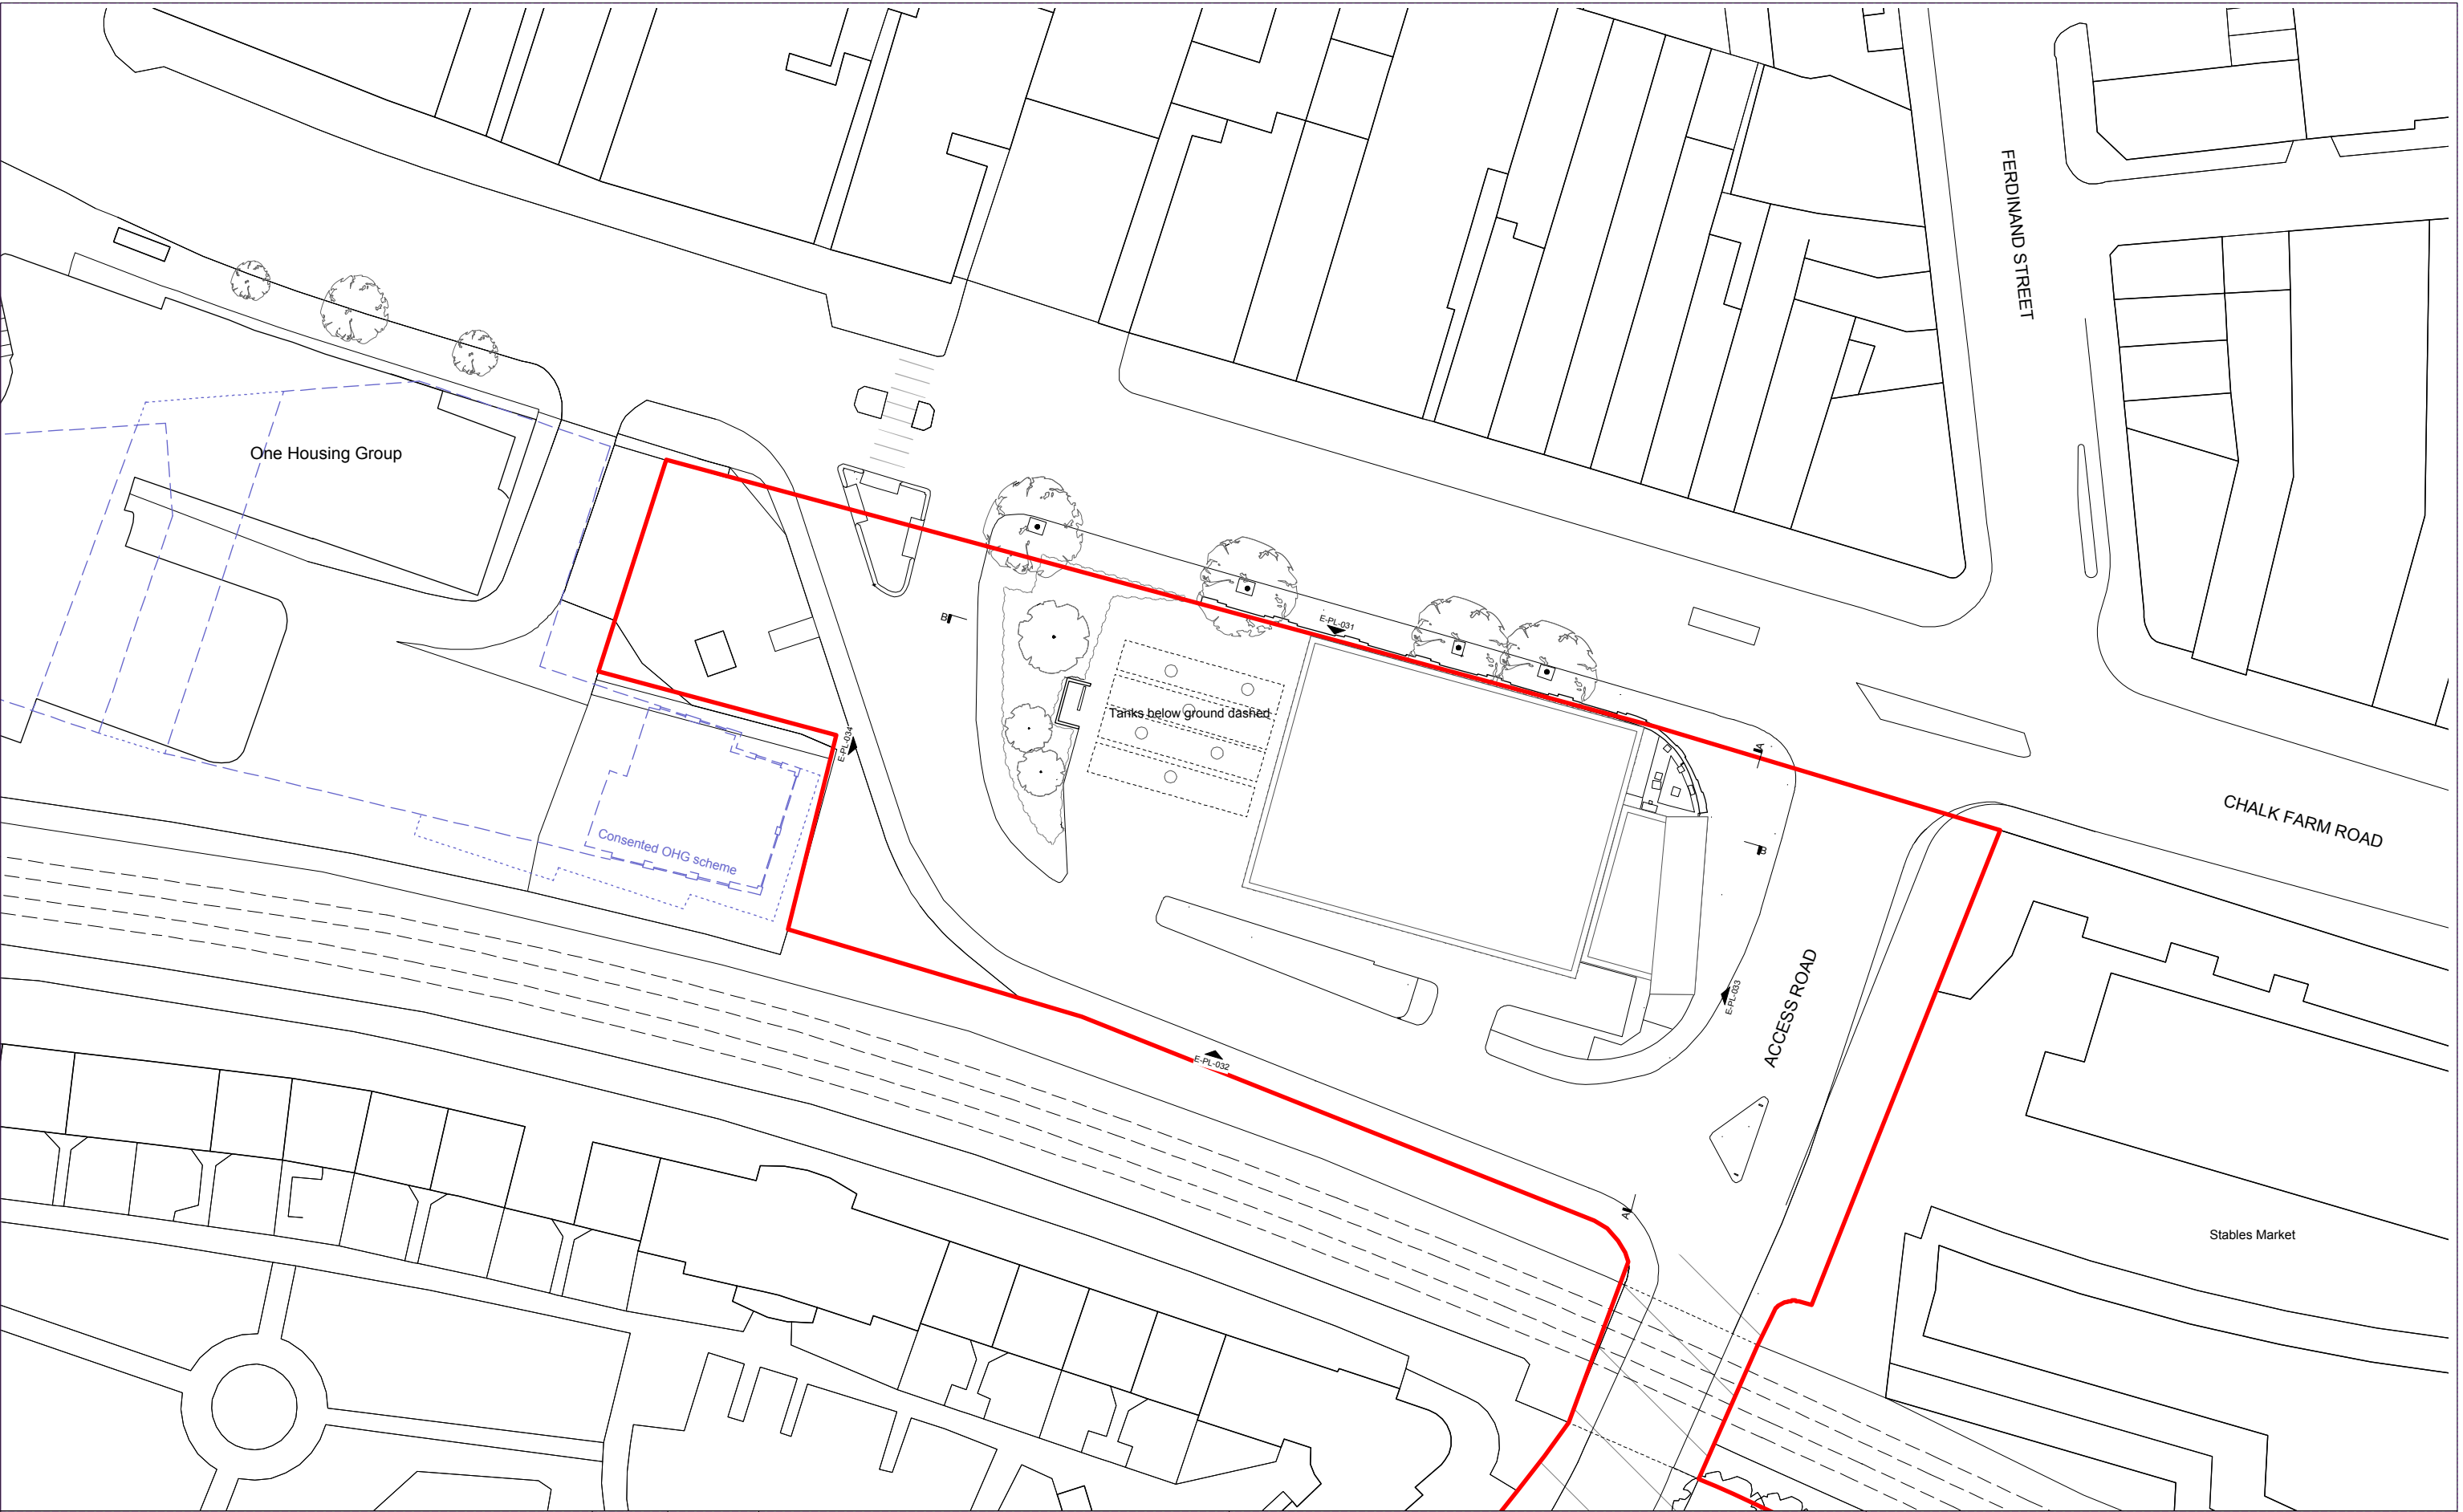 FERDINAND STREET
One Housing Group
B
E-PL-031
Tanks below ground dashed
E-PL-034
A
CHALK FARM ROAD
Consented OHG scheme
B
E-PL-033
ACCESS ROAD
E-PL-032
A
Stables Market